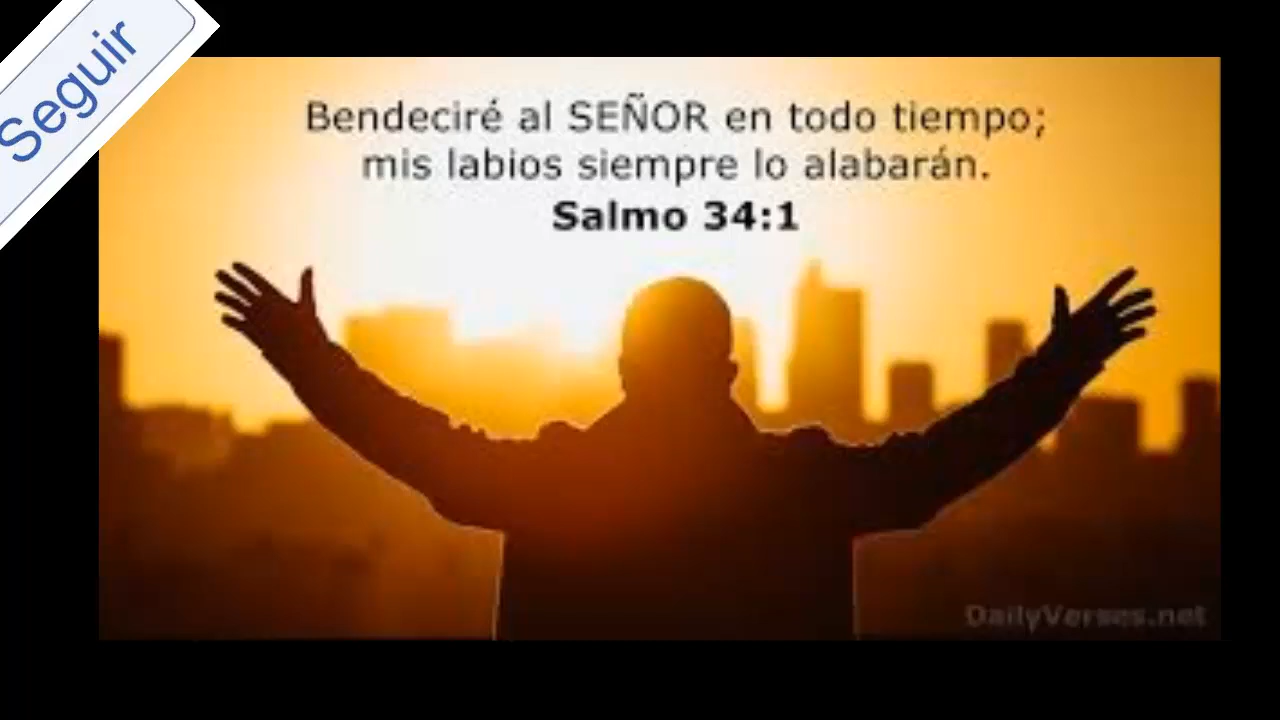 Seguir
Bendeciré al SEÑOR en todo tiempo;
mis labios siempre lo alabarán.
Salmo 34:1
DailyVerses.net